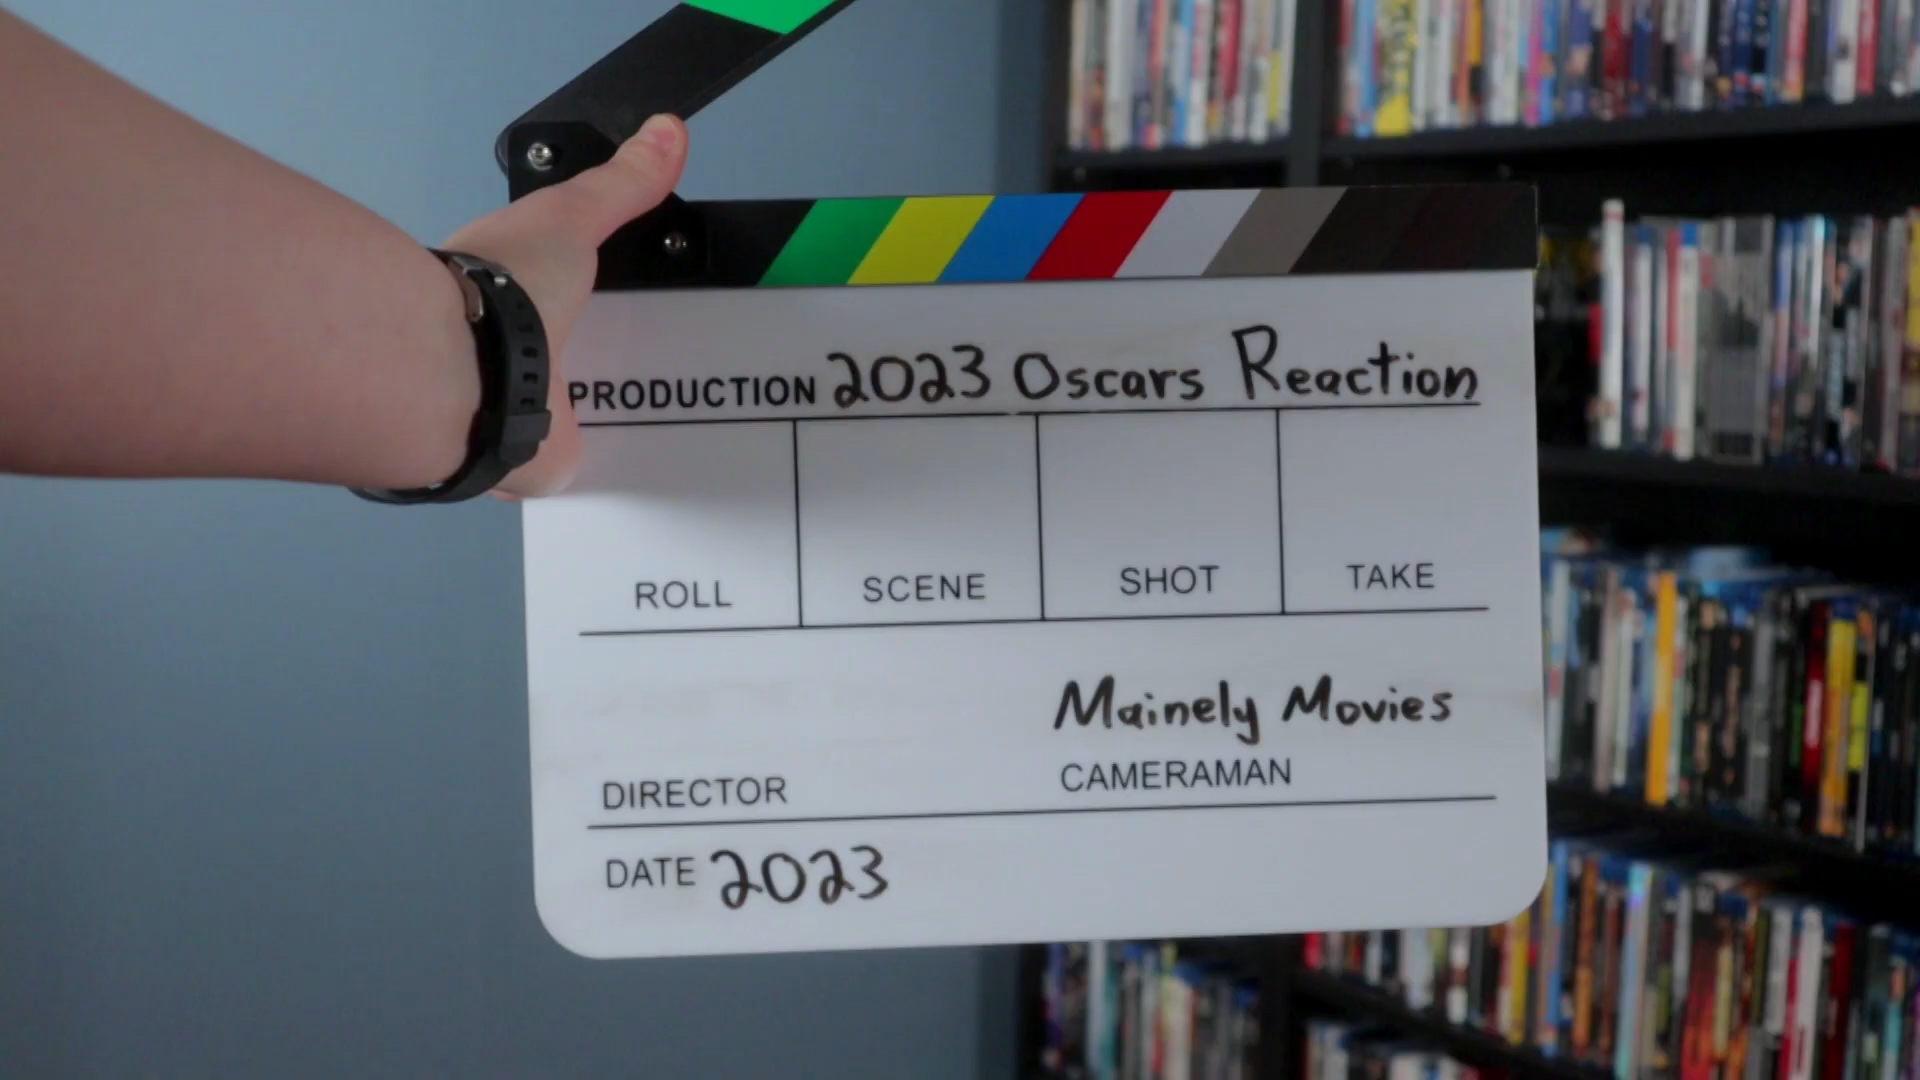 PRODUCTION 2023 Oscars Reaction
ROLL SCENE SHOT TAKE
Mainely Movies
DIRECTOR CAMERAMAN
DATE 2023